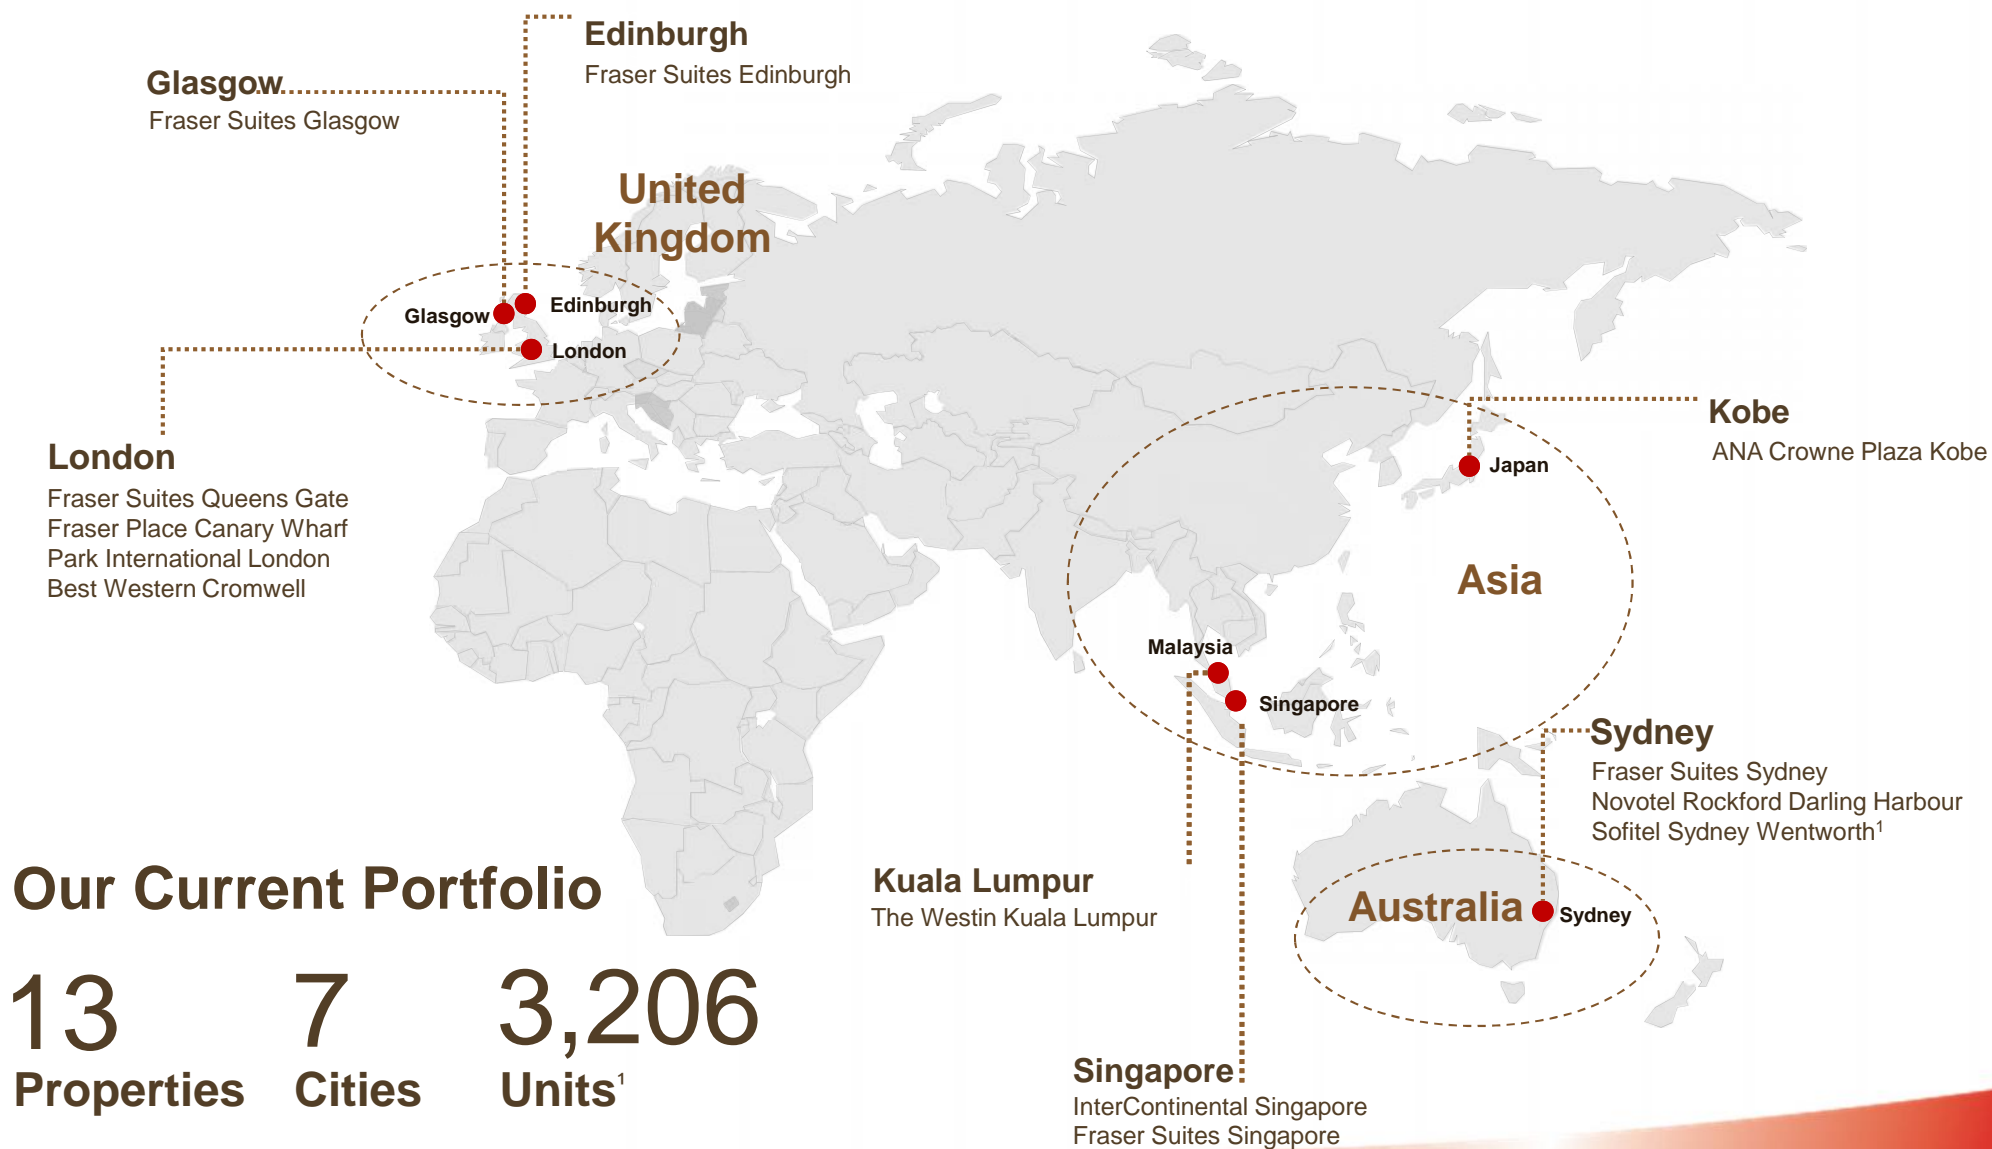 Edinburgh
Fraser Suites Edinburgh
Glasgow
Fraser Suites Glasgow
United
Kingdom
Glasgow
Edinburgh
London
London
Fraser Suites Queens Gate
Fraser Place Canary Wharf
Park International London
Best Western Cromwell
Kobe
ANA Crowne Plaza Kobe
Japan
Asia
Malaysia
Singapore
Sydney
Fraser Suites Sydney
Novotel Rockford Darling Harbour
Sofitel Sydney Wentworth¹
Kuala Lumpur
The Westin Kuala Lumpur
Australia
Sydney
Our Current Portfolio
13
Properties
7
Cities
3,206
Units¹
Singapore
InterContinental Singapore
Fraser Suites Singapore